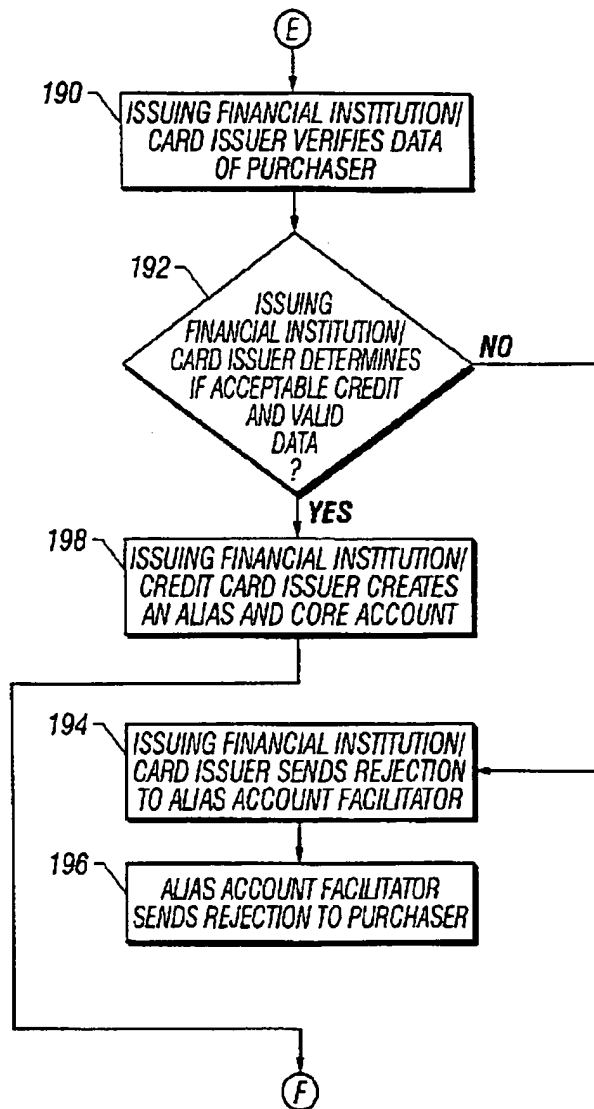 E
190
ISSUING FINANCIAL INSTITUTION/
CARD ISSUER VERIFIES DATA
OF PURCHASER
192
ISSUING
FINANCIAL INSTITUTION/
CARD ISSUER DETERMINES
IF ACCEPTABLE CREDIT
AND VALID
DATA
?
NO
YES
198
ISSUING FINANCIAL INSTITUTION/
CREDIT CARD ISSUER CREATES
AN ALIAS AND CORE ACCOUNT
194
ISSUING FINANCIAL INSTITUTION/
CARD ISSUER SENDS REJECTION
TO ALIAS ACCOUNT FACILITATOR
196
ALIAS ACCOUNT FACILITATOR
SENDS REJECTION TO PURCHASER
F